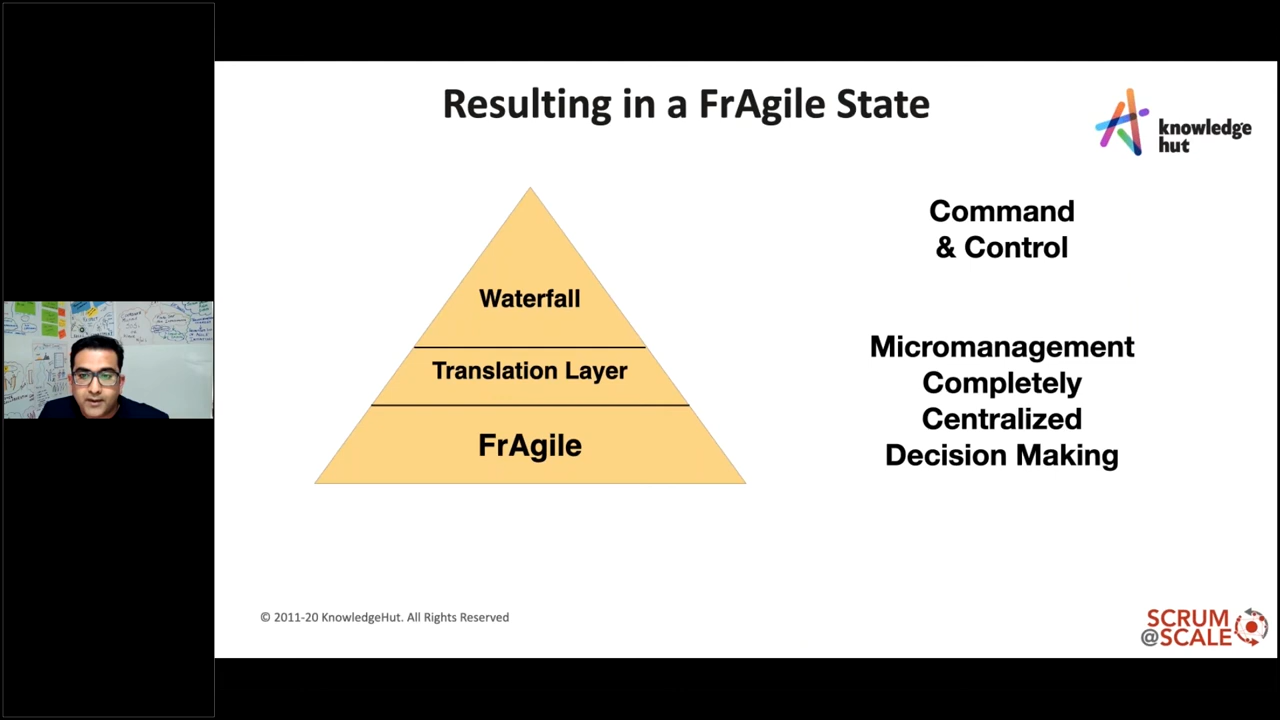 Resulting in a FrAgile State
knowledge
hut
Waterfall
Translation Layer
FrAgile
Command
& Control
Micromanagement
Completely
Centralized
Decision Making
© 2011-20 KnowledgeHut. All Rights Reserved
SCRUM
@SCALE